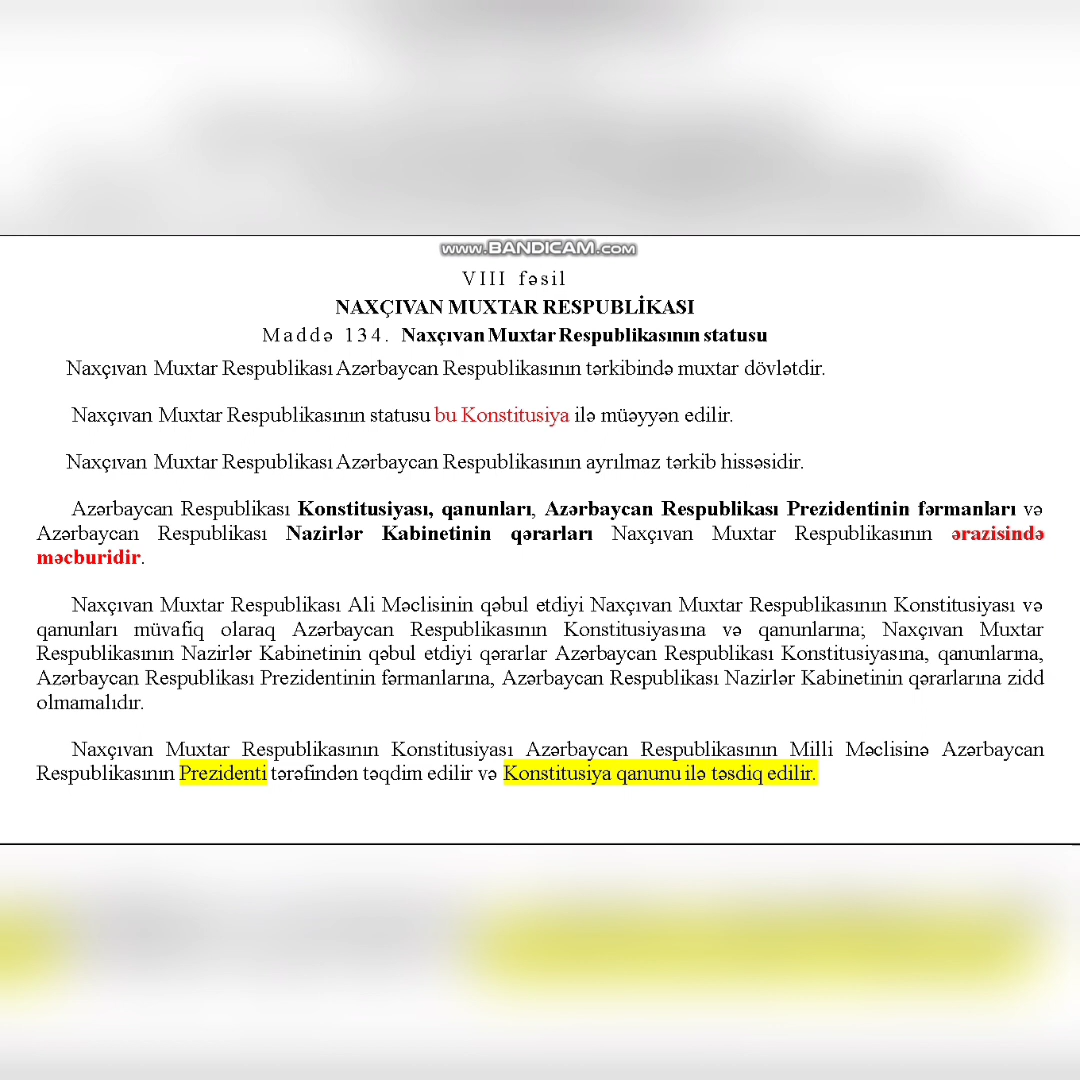 www.BANDICAM.com
VIII fəsil
NAXÇIVAN MUXTAR RESPUBLİKASI
Maddə 134. Naxçıvan Muxtar Respublikasının statusu
Naxçıvan Muxtar Respublikası Azərbaycan Respublikasının tərkibində muxtar dövlətdir.
Naxçıvan Muxtar Respublikasının statusu bu Konstitusiya ilə müəyyən edilir.
Naxçıvan Muxtar Respublikası Azərbaycan Respublikasının ayrılmaz tərkib hissəsidir.
Azərbaycan Respublikası Konstitusiyası, qanunları, Azərbaycan Respublikası Prezidentinin fərmanları və
Azərbaycan Respublikası Nazirlər Kabinetinin qərarları Naxçıvan Muxtar Respublikasının ərazisində
məcburidir.
Naxçıvan Muxtar Respublikası Ali Məclisinin qəbul etdiyi Naxçıvan Muxtar Respublikasının Konstitusiyası və
qanunları müvafiq olaraq Azərbaycan Respublikasının Konstitusiyasına və qanunlarına; Naxçıvan Muxtar
Respublikasının Nazirlər Kabinetinin qəbul etdiyi qərarlar Azərbaycan Respublikası Konstitusiyasına, qanunlarına,
Azərbaycan Respublikası Prezidentinin fərmanlarına, Azərbaycan Respublikası Nazirlər Kabinetinin qərarlarına zidd
olmamalıdır.
Naxçıvan Muxtar Respublikasının Konstitusiyası Azərbaycan Respublikasının Milli Məclisinə Azərbaycan
Respublikasının Prezidenti tərəfindən təqdim edilir və Konstitusiya qanunu ilə təsdiq edilir.